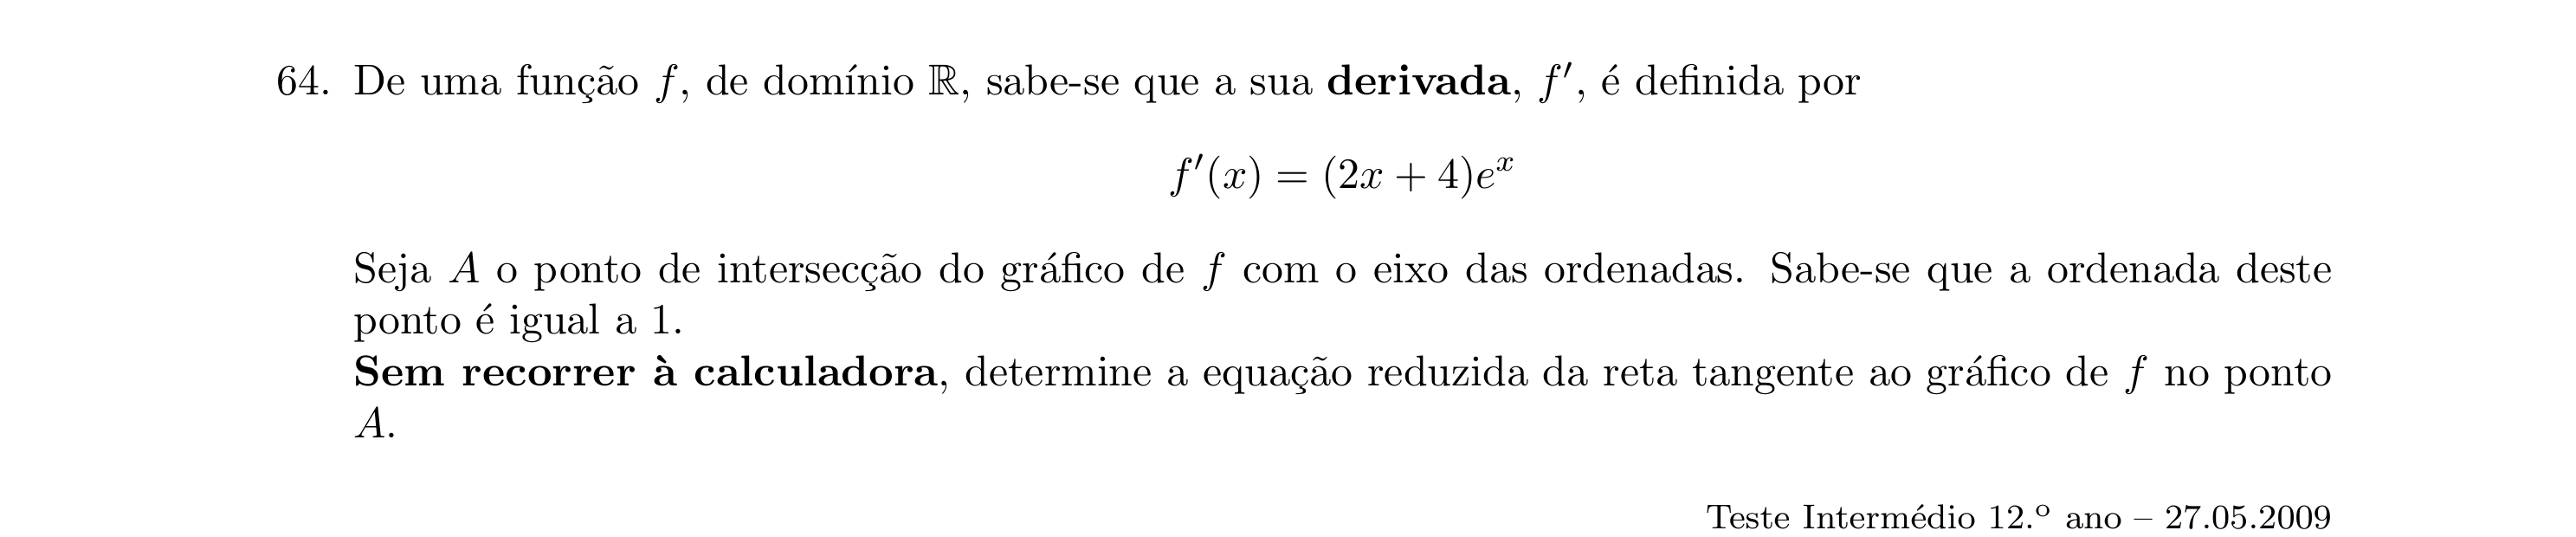 64. De uma função f, de domínio ℝ, sabe-se que a sua derivada, f′, é definida por
f′(x) = (2x + 4)eˣ
Seja A o ponto de intersecção do gráfico de f com o eixo das ordenadas. Sabe-se que a ordenada deste
ponto é igual a 1.
Sem recorrer à calculadora, determine a equação reduzida da reta tangente ao gráfico de f no ponto
A.
Teste Intermédio 12.º ano – 27.05.2009